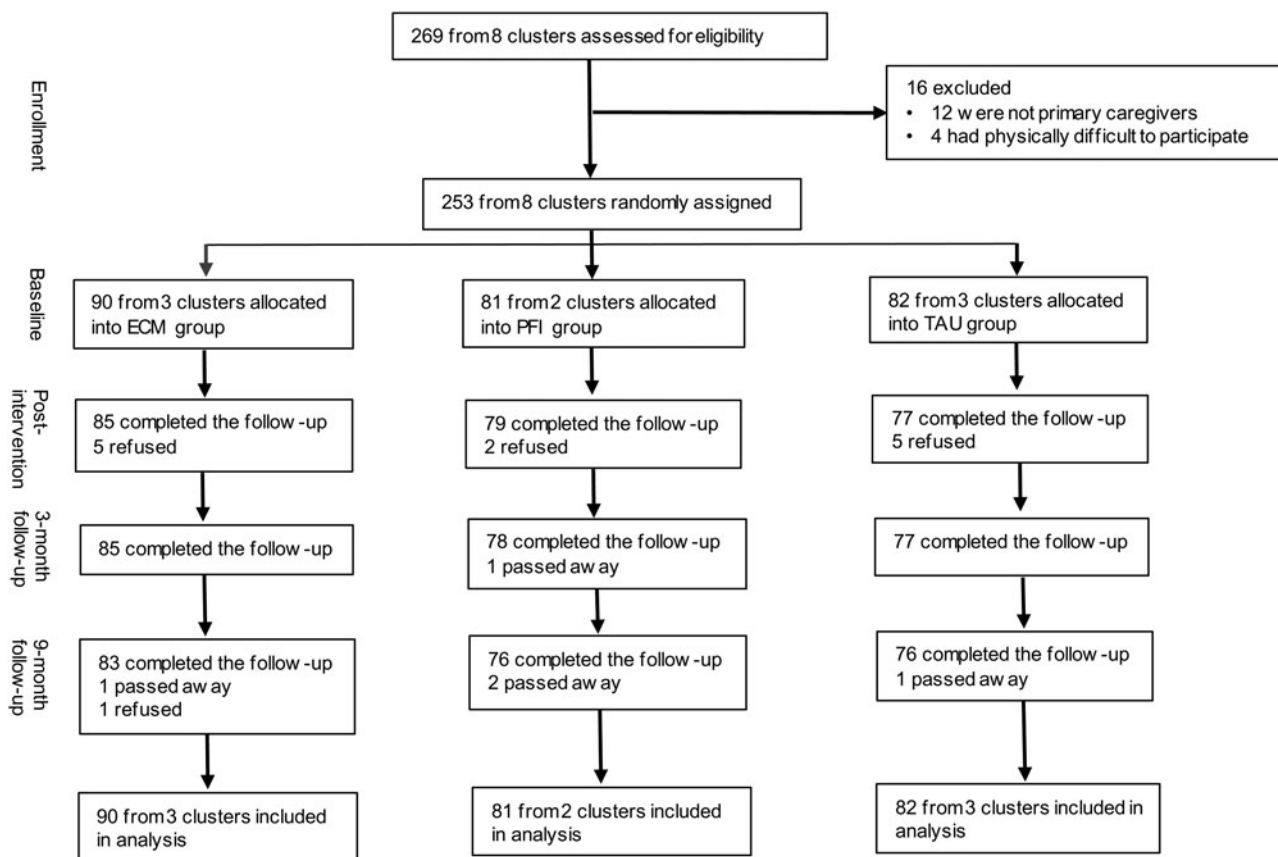 269 from 8 clusters assessed for eligibility
Enrollment
16 excluded
• 12 were not primary caregivers
• 4 had physically difficult to participate
253 from 8 clusters randomly assigned
Baseline
90 from 3 clusters allocated
into ECM group
81 from 2 clusters allocated
into PFI group
82 from 3 clusters allocated
into TAU group
Post-
intervention
85 completed the follow-up
5 refused
79 completed the follow-up
2 refused
77 completed the follow-up
5 refused
3-month
follow-up
85 completed the follow-up
78 completed the follow-up
1 passed away
77 completed the follow-up
9-month
follow-up
83 completed the follow-up
1 passed away
1 refused
76 completed the follow-up
2 passed away
76 completed the follow-up
1 passed away
90 from 3 clusters included
in analysis
81 from 2 clusters included
in analysis
82 from 3 clusters included in
analysis